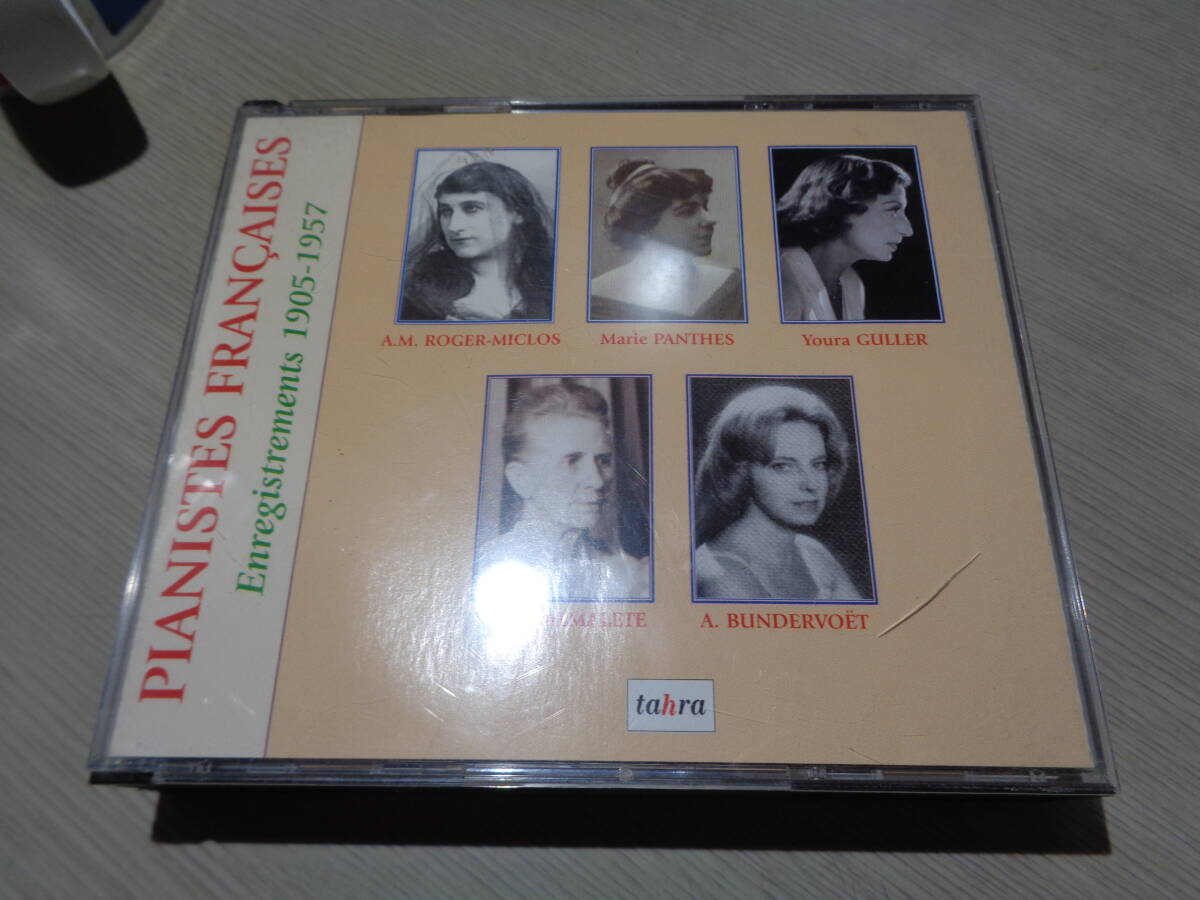 PIANISTES FRANÇAISES
Enregistrements 1905-1957
A.M. ROGER-MICLOS
Marie PANTHES
Youra GULLER
A. BUNDERVOËT
tahra